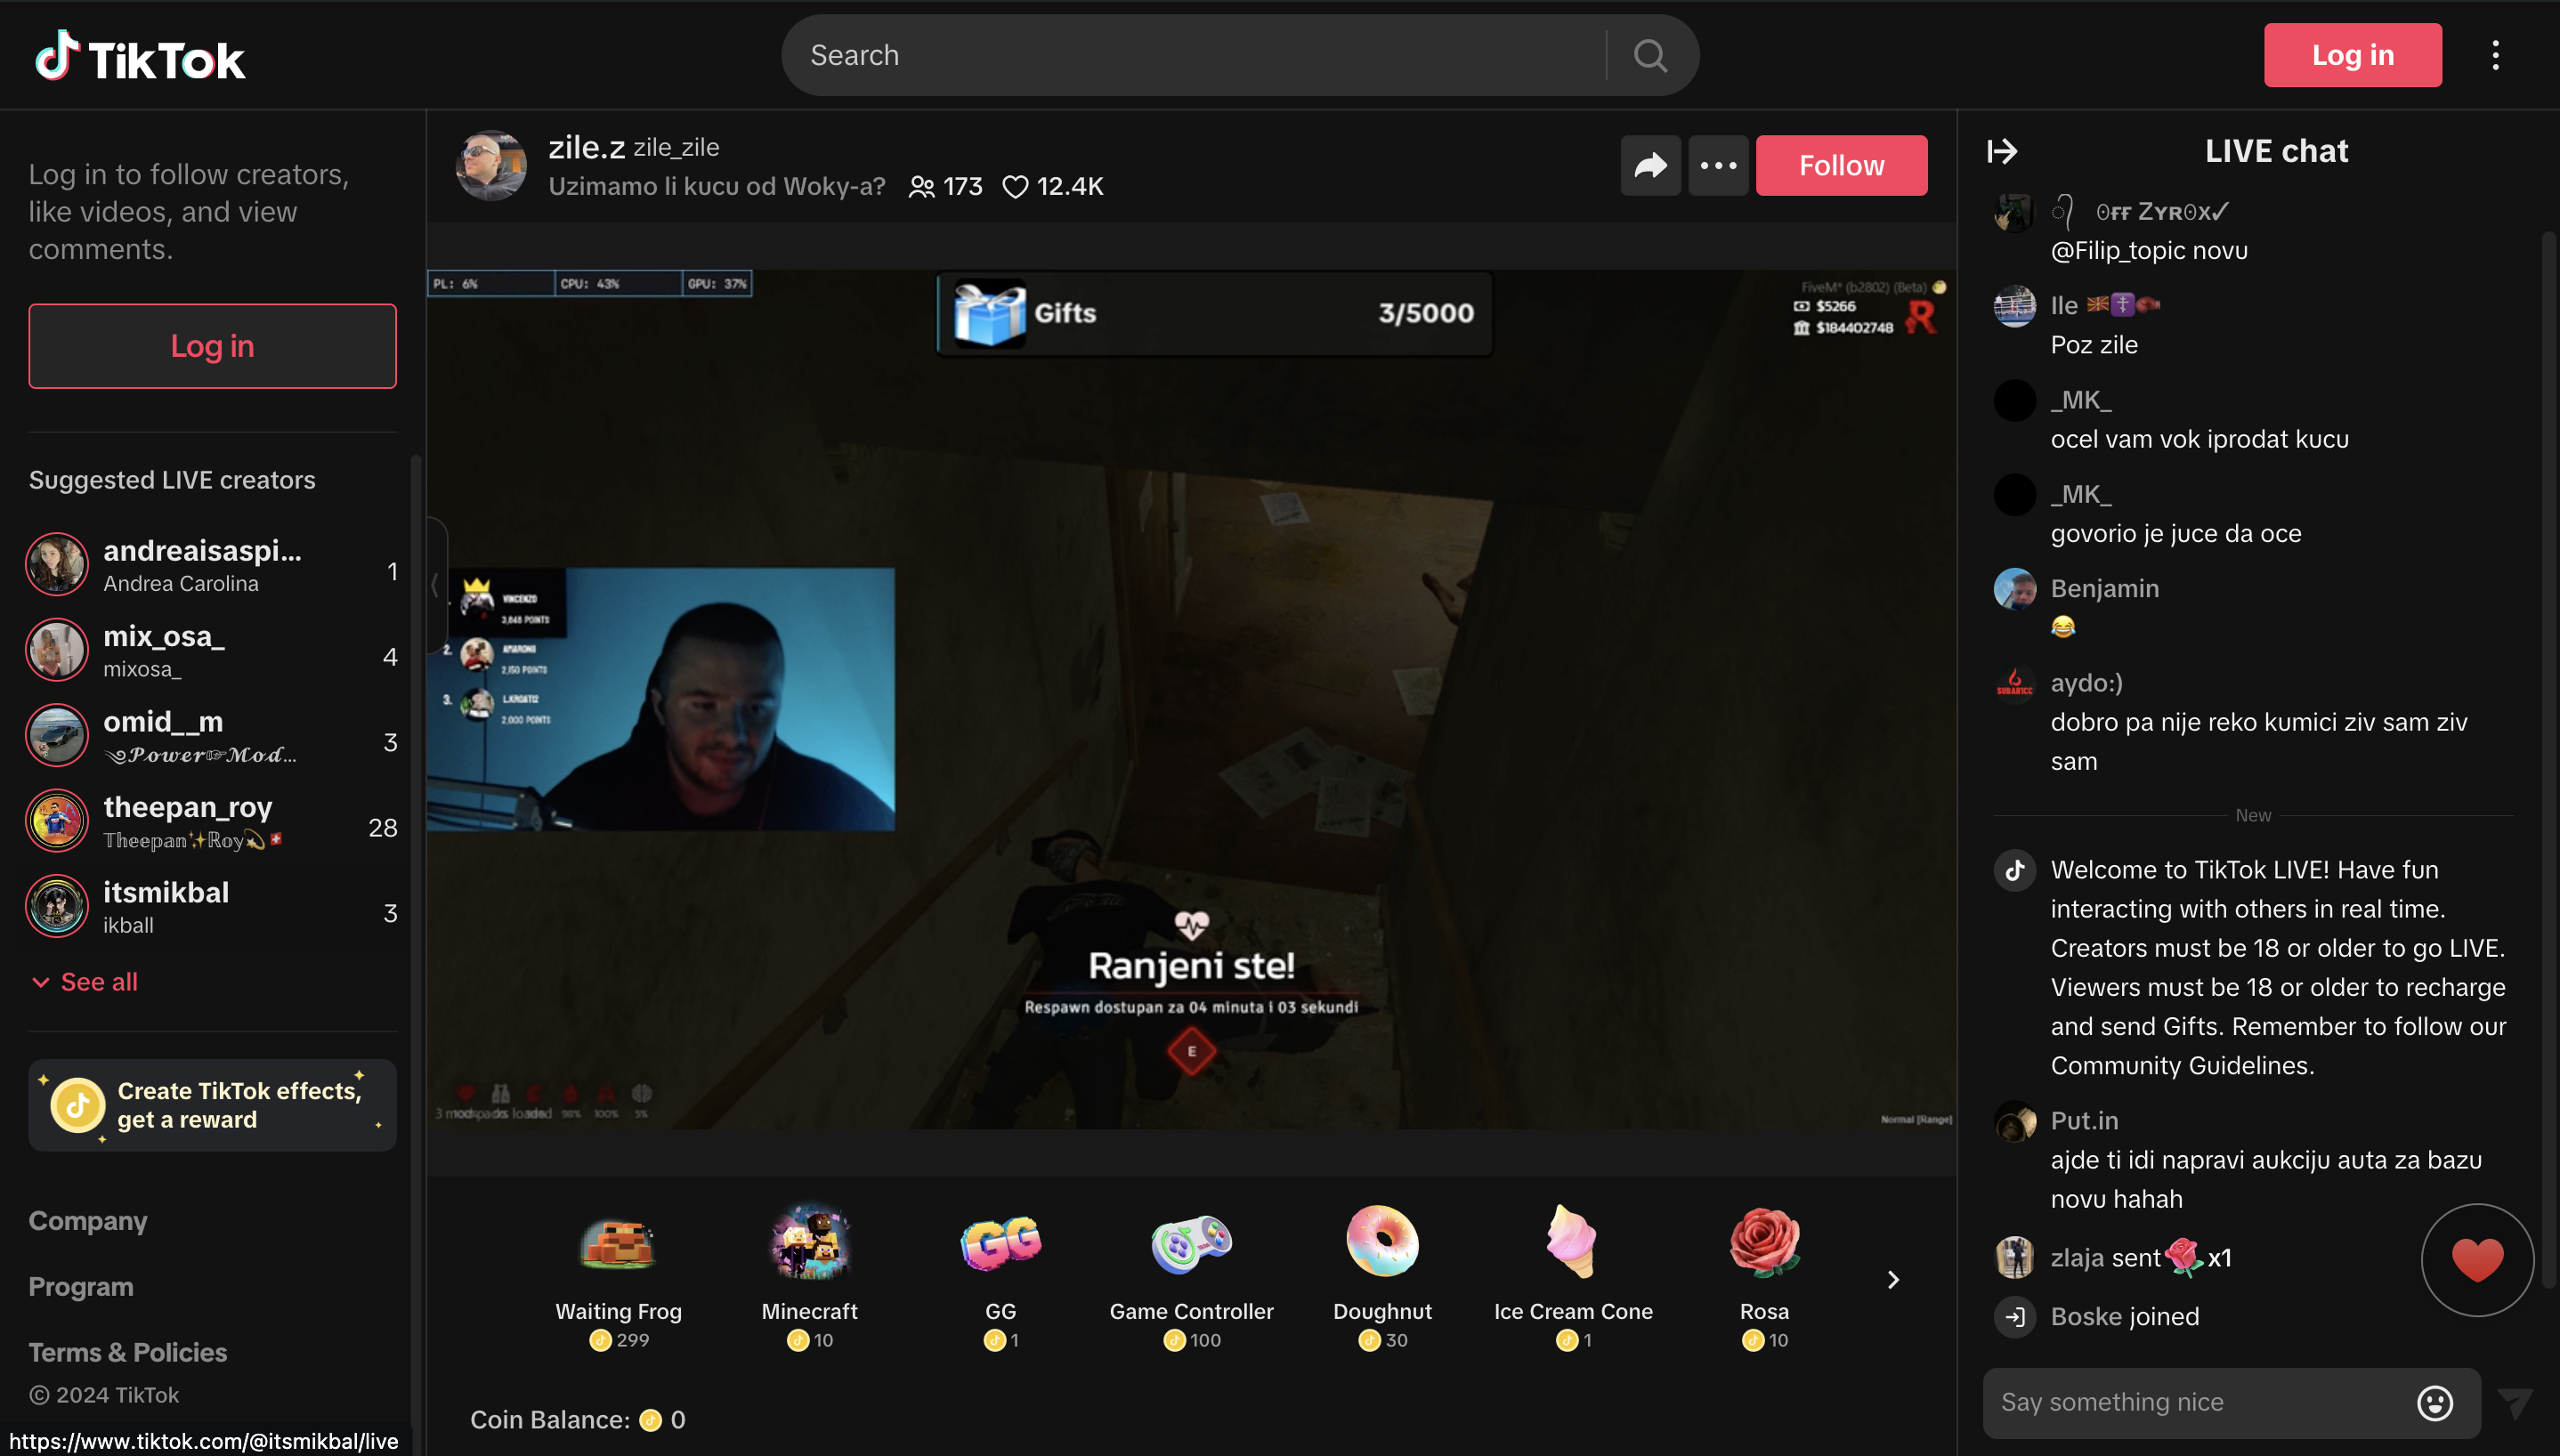 TikTok
Search
Log in
Log in to follow creators,
like videos, and view
comments.
Log in
Suggested LIVE creators
andreaisaspi...
Andrea Carolina
1
mix_osa_
mixosa_
4
omid__m
༄𝓟𝓸𝔀𝓮𝓻☞𝓜𝓸𝓭...
3
theepan_roy
𝕋𝕙𝕖𝕖𝕡𝕒𝕟✨ℝ𝕠𝕪💫🇨🇭
28
itsmikbal
ikball
3
See all
Create TikTok effects,
get a reward
Company
Program
Terms & Policies
© 2024 TikTok
https://www.tiktok.com/@itsmikbal/live
zile.z zile_zile
Uzimamo li kucu od Woky-a? 173 12.4K
Follow
PL: 6% CPU: 43% GPU: 37%
Gifts 3/5000
FiveM* (b2802) (Beta)
$5266
$184402748
R
VINCENZO
3,848 POINTS
2. AMARONII
2,150 POINTS
3.
2,000 POINTS
Ranjeni ste!
Respawn dostupan za 04 minuta i 03 sekundi
E
98% 100% 5%
Normal [Range]
Waiting Frog
299
Minecraft
10
GG
1
Game Controller
100
Doughnut
30
Ice Cream Cone
1
Rosa
10
Coin Balance: 0
LIVE chat
ʘғғ Zʏʀʘx✓
@Filip_topic novu
Ile 🇲🇰☦️🥊
Poz zile
_MK_
ocel vam vok iprodat kucu
_MK_
govorio je juce da oce
Benjamin
😂
SUBARICC
aydo:)
dobro pa nije reko kumici ziv sam ziv
sam
New
Welcome to TikTok LIVE! Have fun
interacting with others in real time.
Creators must be 18 or older to go LIVE.
Viewers must be 18 or older to recharge
and send Gifts. Remember to follow our
Community Guidelines.
Put.in
ajde ti idi napravi aukciju auta za bazu
novu hahah
zlaja sent x1
Boske joined
Say something nice